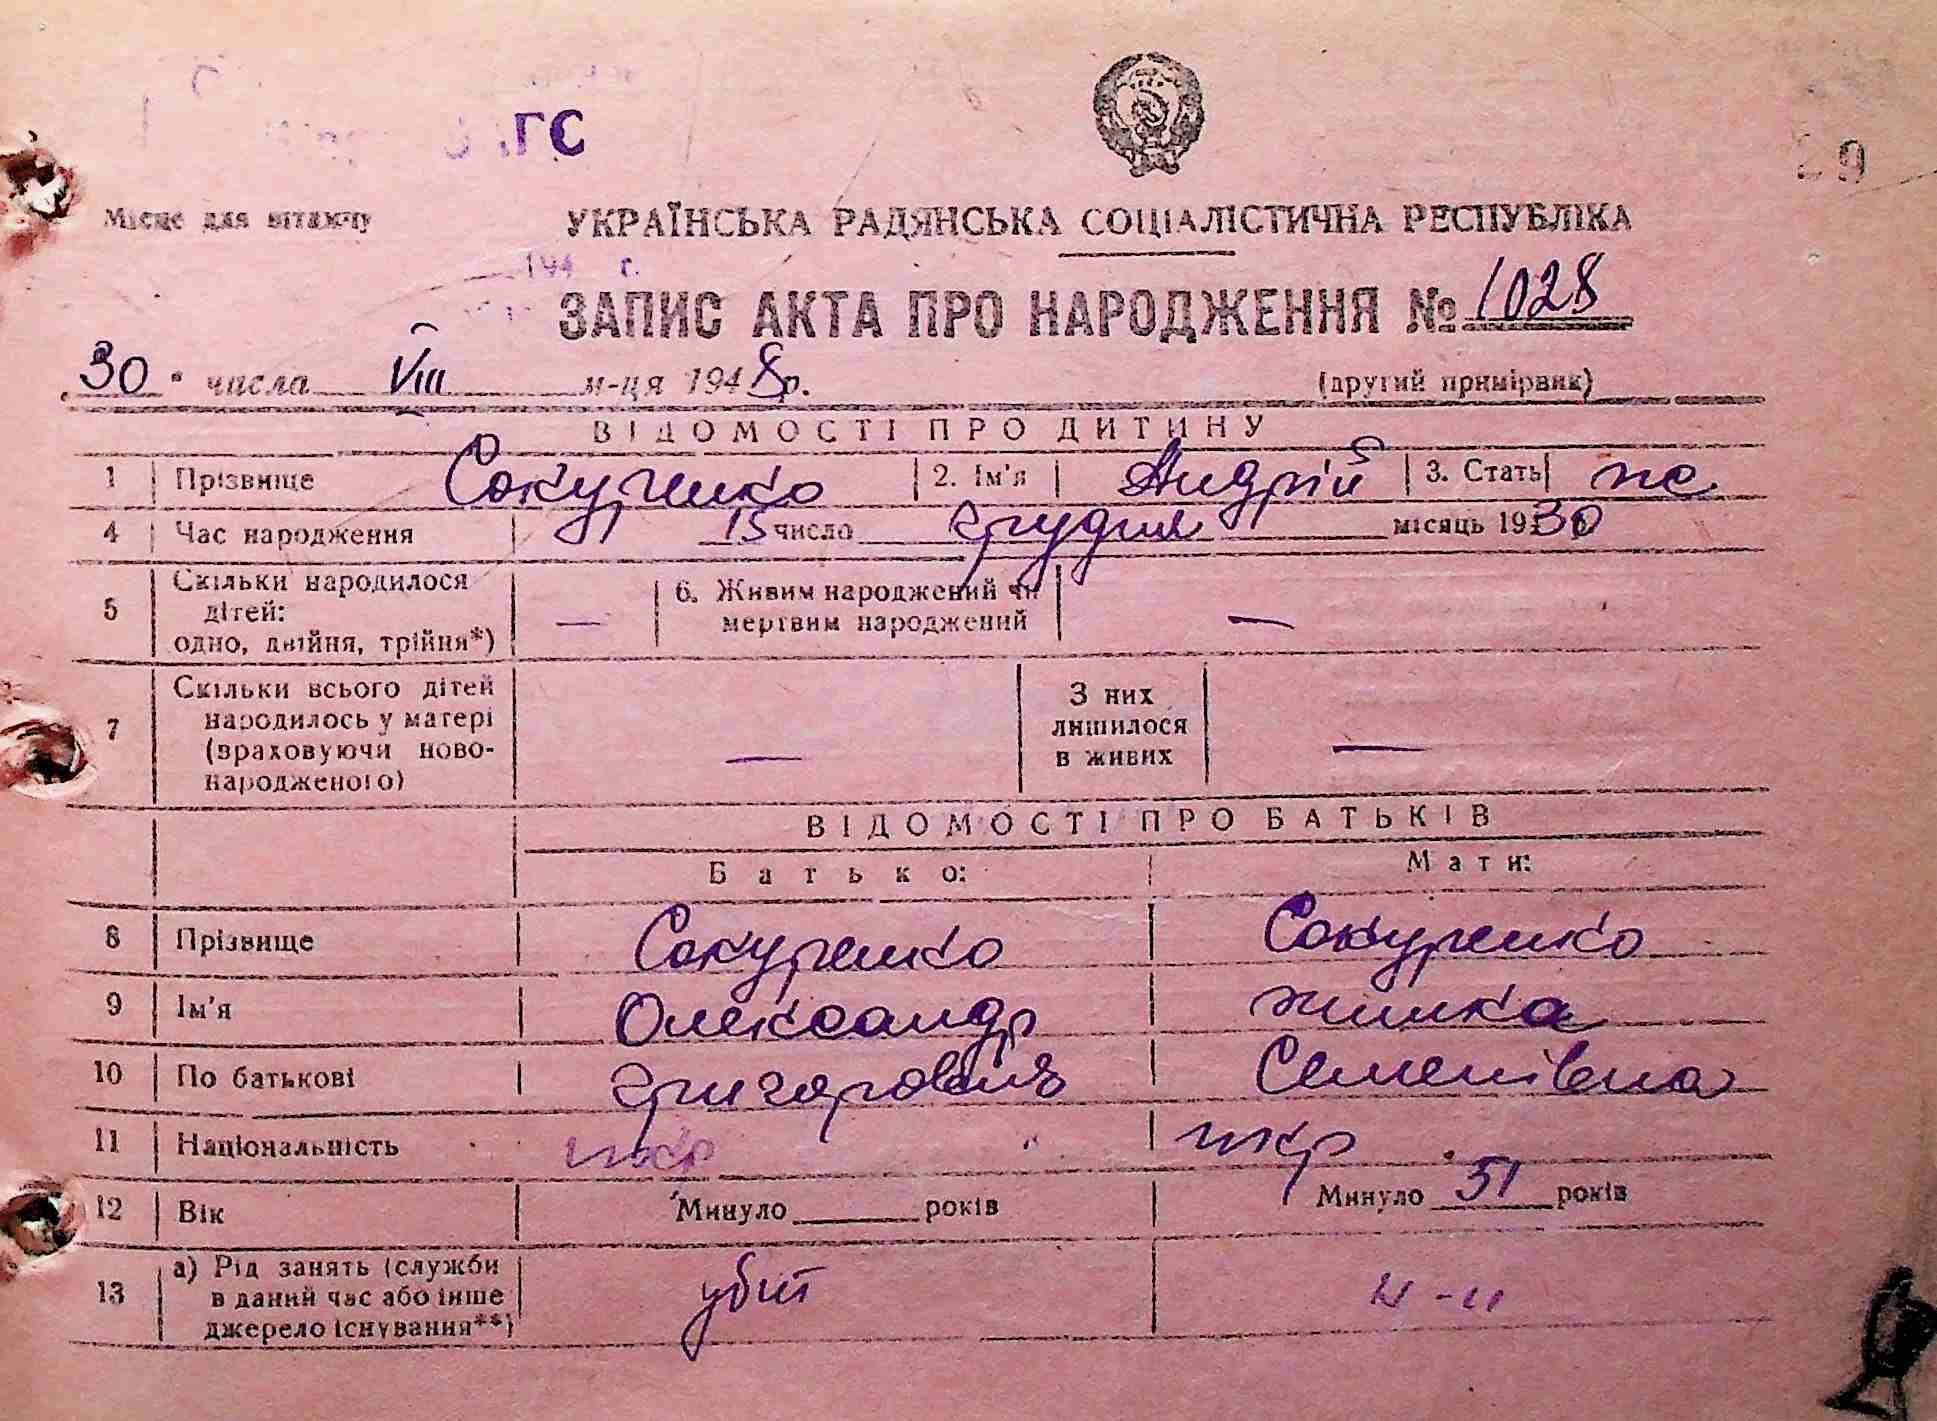 .ГС
29
Місце для штампу
УКРАЇНСЬКА РАДЯНСЬКА СОЦІАЛІСТИЧНА РЕСПУБЛІКА
194 г.
ЗАПИС АКТА ПРО НАРОДЖЕННЯ № 1028
30 числа VIII м-ця 1948 р. (другий примірник)
ВІДОМОСТІ ПРО ДИТИНУ
1 Прізвище Сокуренко 2. Ім'я Андрій 3. Стать ж
4 Час народження 15 число грудня місяць 1930
5 Скільки народилося дітей: одно, двійня, трійня*) — 6. Живим народжений чи мертвим народжений —
7 Скільки всього дітей народилось у матері (враховуючи новонародженого) — З них лишилося в живих —
ВІДОМОСТІ ПРО БАТЬКІВ
Батько: Мати:
8 Прізвище Сокуренко Сокуренко
9 Ім'я Олександр
10 По батькові Григорович Семенівна
11 Національність укр укр.
12 Вік Минуло років Минуло 51 років
13 а) Рід занять (служби в даний час або інше джерело існування**) убит